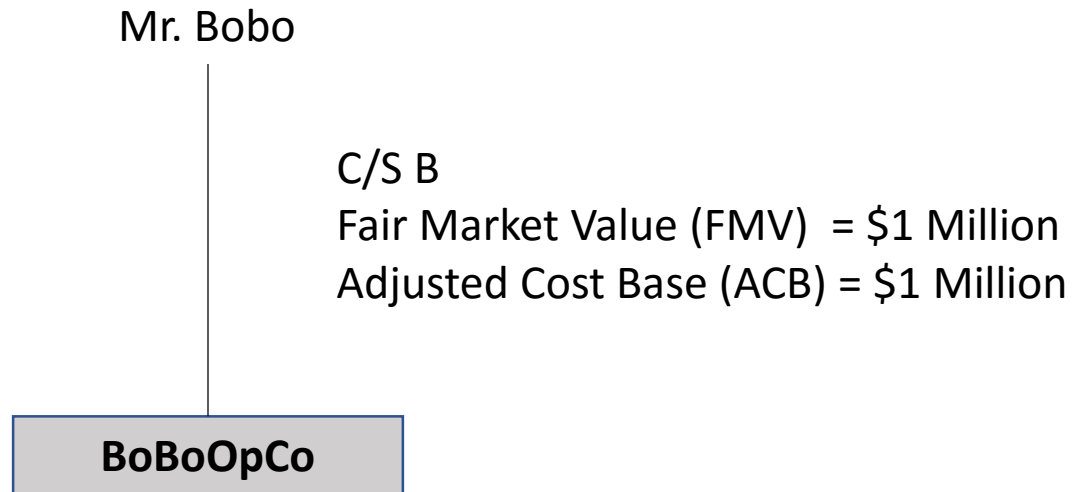 Mr. Bobo
C/S B
Fair Market Value (FMV) = $1 Million
Adjusted Cost Base (ACB) = $1 Million
BoBoOpCo